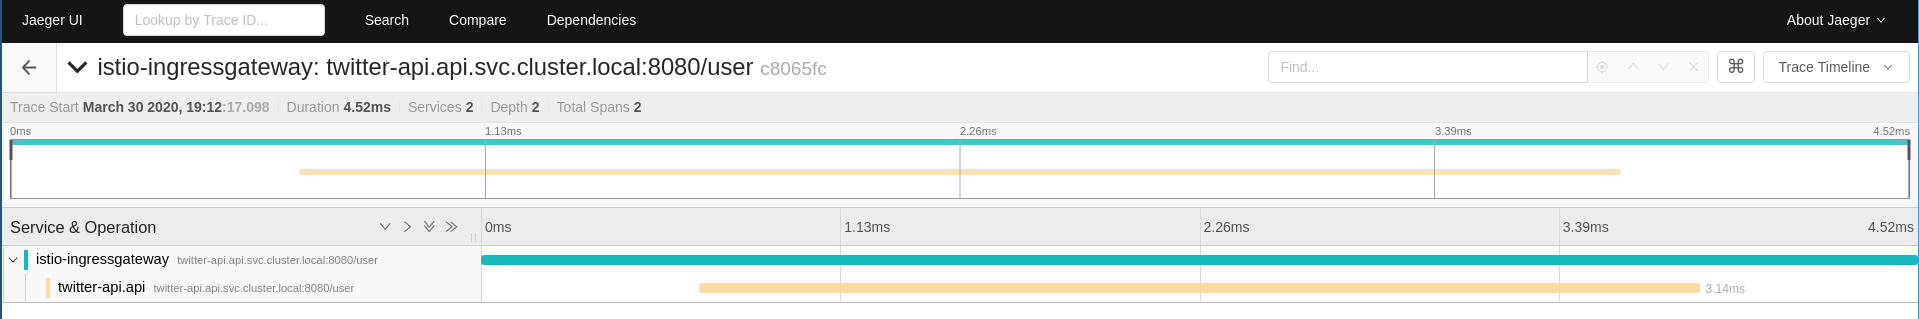 Jaeger UI Lookup by Trace ID... Search Compare Dependencies About Jaeger
istio-ingressgateway: twitter-api.api.svc.cluster.local:8080/user c8065fc Find... ⌘ Trace Timeline
Trace Start March 30 2020, 19:12:17.098 Duration 4.52ms Services 2 Depth 2 Total Spans 2
0ms 1.13ms 2.26ms 3.39ms 4.52ms
Service & Operation 0ms 1.13ms 2.26ms 3.39ms 4.52ms
istio-ingressgateway twitter-api.api.svc.cluster.local:8080/user
twitter-api.api twitter-api.api.svc.cluster.local:8080/user 3.14ms